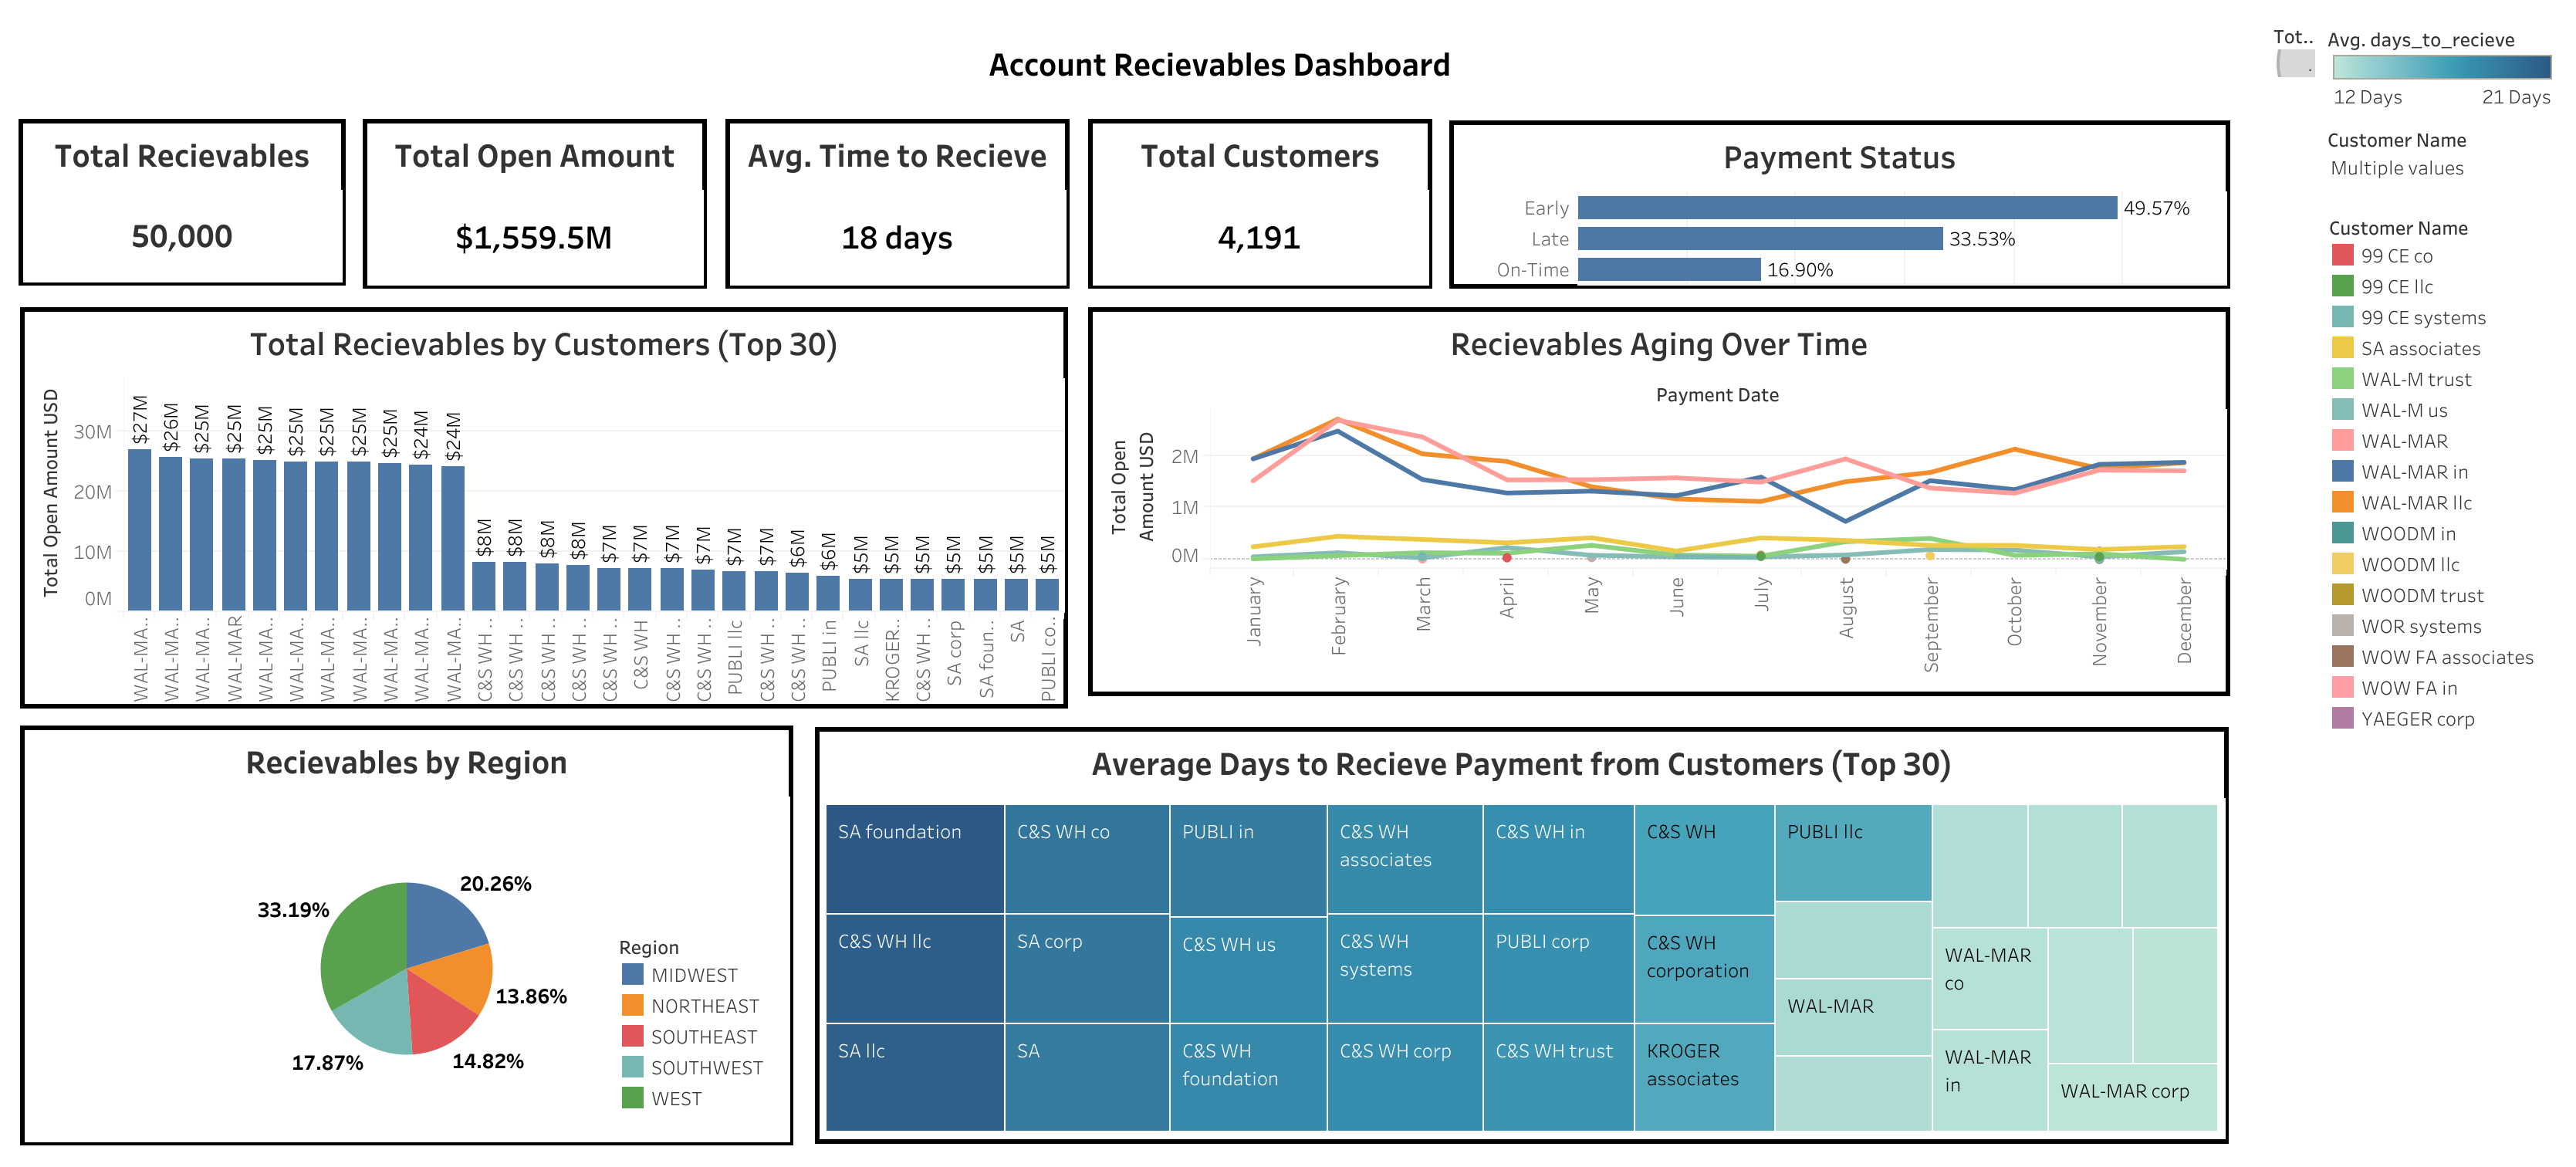 Account Recievables Dashboard
Tot..
Avg. days_to_recieve
12 Days
21 Days
Customer Name
Multiple values
Total Recievables
50,000
Total Open Amount
$1,559.5M
Avg. Time to Recieve
18 days
Total Customers
4,191
Payment Status
Early
49.57%
Late
33.53%
On-Time
16.90%
Customer Name
99 CE co
99 CE llc
99 CE systems
SA associates
WAL-M trust
WAL-M us
WAL-MAR
WAL-MAR in
WAL-MAR llc
WOODM in
WOODM llc
WOODM trust
WOR systems
WOW FA associates
WOW FA in
YAEGER corp
Total Recievables by Customers (Top 30)
Total Open Amount USD
30M
20M
10M
0M
$27M
$26M
$25M
$25M
$25M
$25M
$25M
$25M
$25M
$24M
$24M
$8M
$8M
$8M
$8M
$7M
$7M
$7M
$7M
$7M
$7M
$6M
$6M
$5M
$5M
$5M
$5M
$5M
$5M
$5M
WAL-MA..
WAL-MA..
WAL-MA..
WAL-MAR
WAL-MA..
WAL-MA..
WAL-MA..
WAL-MA..
WAL-MA..
WAL-MA..
WAL-MA..
C&S WH ..
C&S WH ..
C&S WH ..
C&S WH ..
C&S WH ..
C&S WH
C&S WH ..
C&S WH ..
PUBLI llc
C&S WH ..
C&S WH ..
PUBLI in
SA llc
KROGER..
C&S WH ..
SA corp
SA foun..
SA
PUBLI co..
Recievables Aging Over Time
Payment Date
Total Open
Amount USD
2M
1M
0M
January
February
March
April
May
June
July
August
September
October
November
December
Recievables by Region
20.26%
33.19%
13.86%
17.87%
14.82%
Region
MIDWEST
NORTHEAST
SOUTHEAST
SOUTHWEST
WEST
Average Days to Recieve Payment from Customers (Top 30)
SA foundation
C&S WH llc
SA llc
C&S WH co
SA corp
SA
PUBLI in
C&S WH us
C&S WH
foundation
C&S WH
associates
C&S WH
systems
C&S WH corp
C&S WH in
PUBLI corp
C&S WH trust
C&S WH
C&S WH
corporation
KROGER
associates
PUBLI llc
WAL-MAR
WAL-MAR
co
WAL-MAR
in
WAL-MAR corp